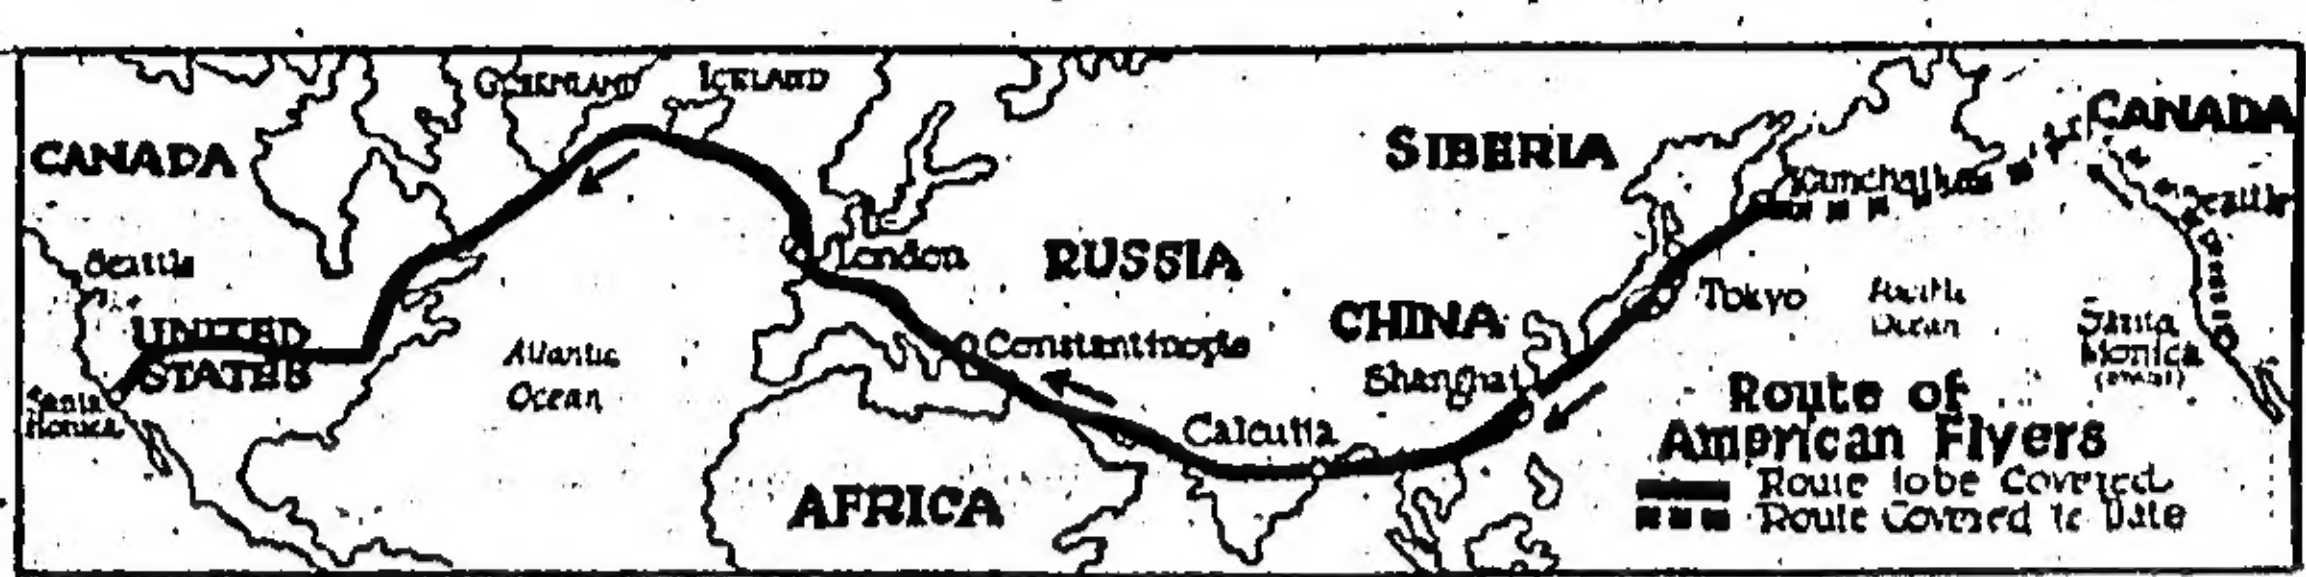 GREENLAND
ICELAND
CANADA
CANADA
SIBERIA
Seattle
Seattle
London
RUSSIA
UNITED
STATES
Tokyo
Pacific
Ocean
CHINA
Santa
Monica
Constantinople
Atlantic
Ocean
Shanghai
Santa
Monica
Calcutta
AFRICA
Route of
American Flyers
Route to be Covered
Route Covered to Date